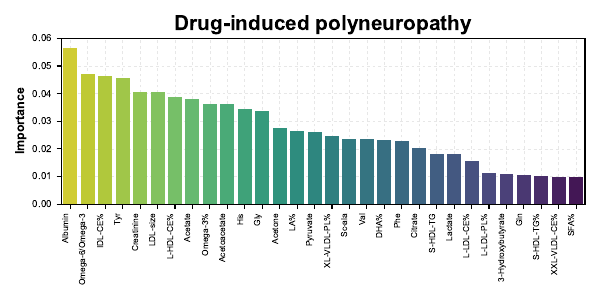 Drug-induced polyneuropathy
Importance
0.06
0.05
0.04
0.03
0.02
0.01
0.00
Albumin
Omega-6/Omega-3
IDL-CE%
Tyr
Creatinine
LDL-size
L-HDL-CE%
Acetate
Omega-3%
Acetoacetate
His
Gly
Acetone
LA%
Pyruvate
XL-VLDL-PL%
Val
DHA%
Phe
Citrate
S-HDL-TG
Lactate
L-LDL-CE%
L-LDL-PL%
3-Hydroxybutyrate
Gln
S-HDL-TG%
XXL-VLDL-CE%
SFA%